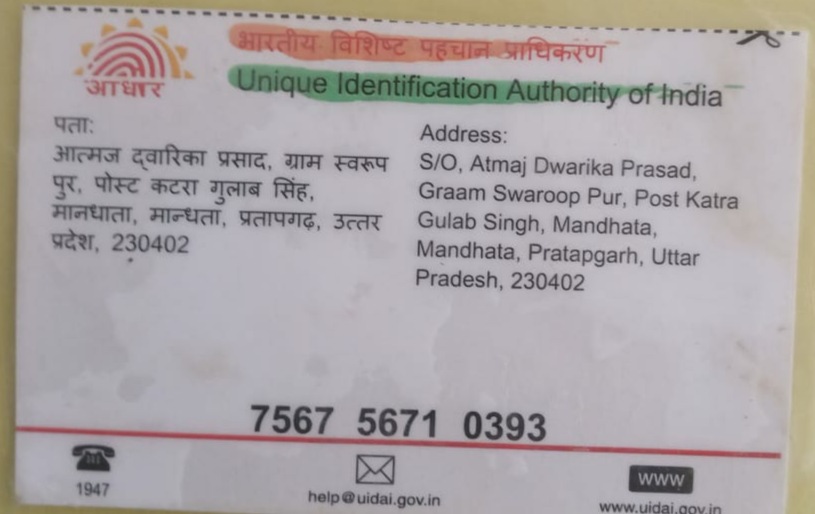 आधार
भारतीय विशिष्ट पहचान प्राधिकरण
Unique Identification Authority of India
पता:
आत्मज द्वारिका प्रसाद, ग्राम स्वरूप
पुर, पोस्ट कटरा गुलाब सिंह,
मानधाता, मान्धता, प्रतापगढ़, उत्तर
प्रदेश, 230402
Address:
S/O, Atmaj Dwarika Prasad,
Graam Swaroop Pur, Post Katra
Gulab Singh, Mandhata,
Mandhata, Pratapgarh, Uttar
Pradesh, 230402
7567 5671 0393
1947
help@uidai.gov.in
www
www.uidai.gov.in